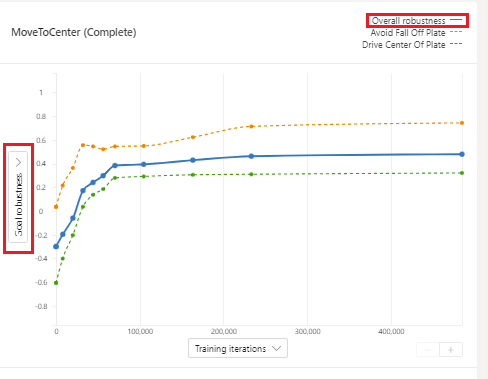 MoveToCenter (Complete)
Overall robustness
Avoid Fall Off Plate
Drive Center Of Plate
Goal robustness
1
0.8
0.6
0.4
0.2
0
-0.2
-0.4
-0.6
-0.8
0
100,000
200,000
300,000
400,000
Training iterations